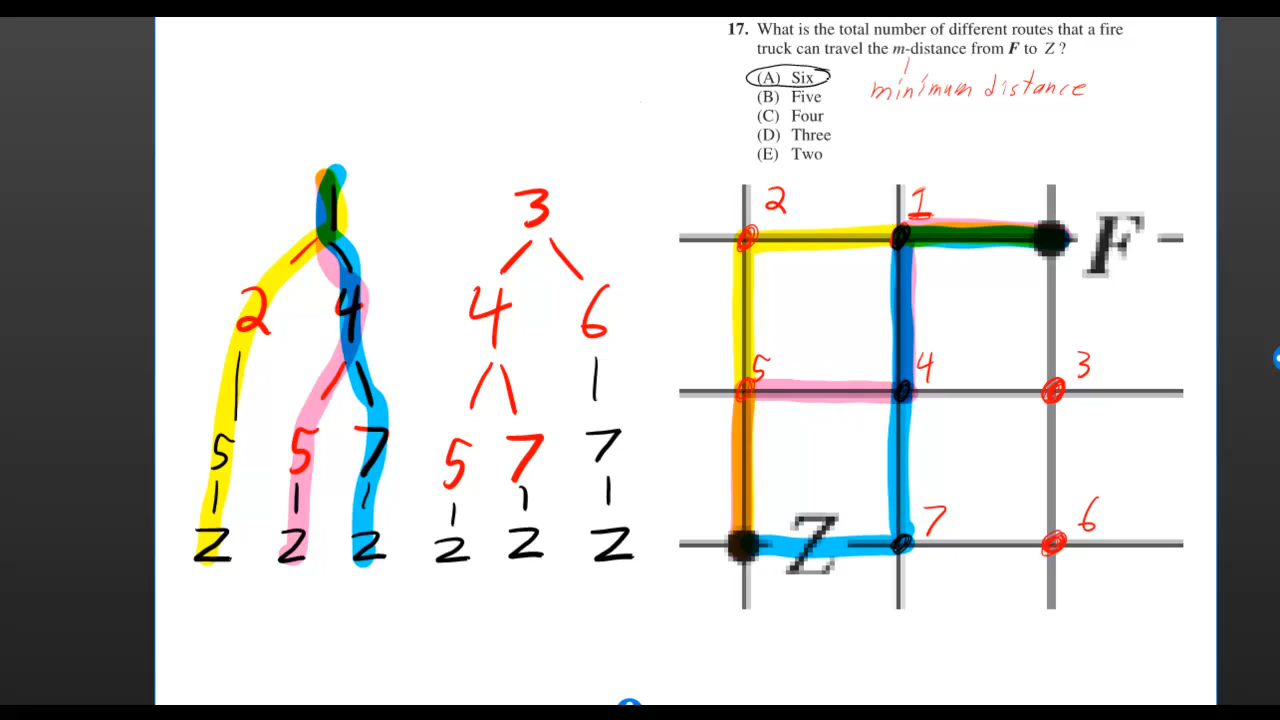 17. What is the total number of different routes that a fire
truck can travel the m-distance from F to Z ?
(A) Six
(B) Five
(C) Four
(D) Three
(E) Two
minimum distance
1
2 4
5 5 7
Z Z Z
3
4 6
5 7 7
Z Z Z
2 1 F
5 4 3
Z 7 6